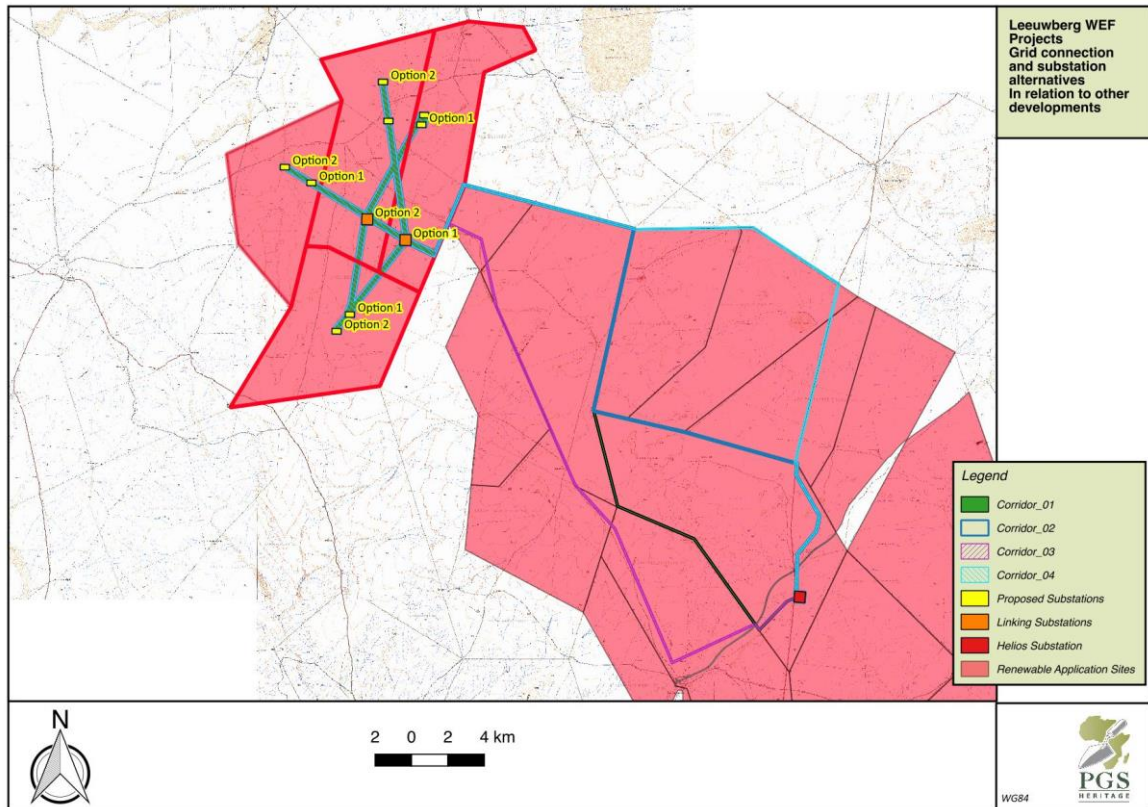 Leeuwberg WEF
Projects
Grid connection
and substation
alternatives
In relation to other
developments
Option 2
Option 1
Option 2
Option 1
Option 2
Option 1
Option 1
Option 2
Legend
Corridor_01
Corridor_02
Corridor_03
Corridor_04
Proposed Substations
Linking Substations
Helios Substation
Renewable Application Sites
N
2 0 2 4 km
WG84
PGS
HERITAGE